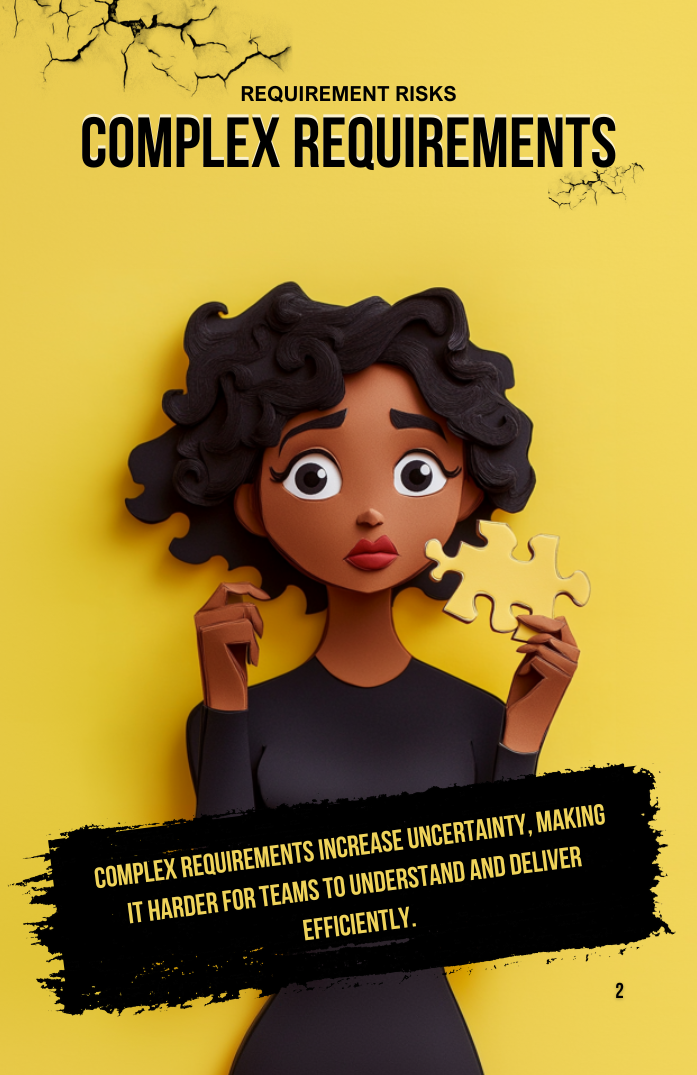 REQUIREMENT RISKS
COMPLEX REQUIREMENTS
COMPLEX REQUIREMENTS INCREASE UNCERTAINTY, MAKING
IT HARDER FOR TEAMS TO UNDERSTAND AND DELIVER
EFFICIENTLY.
2